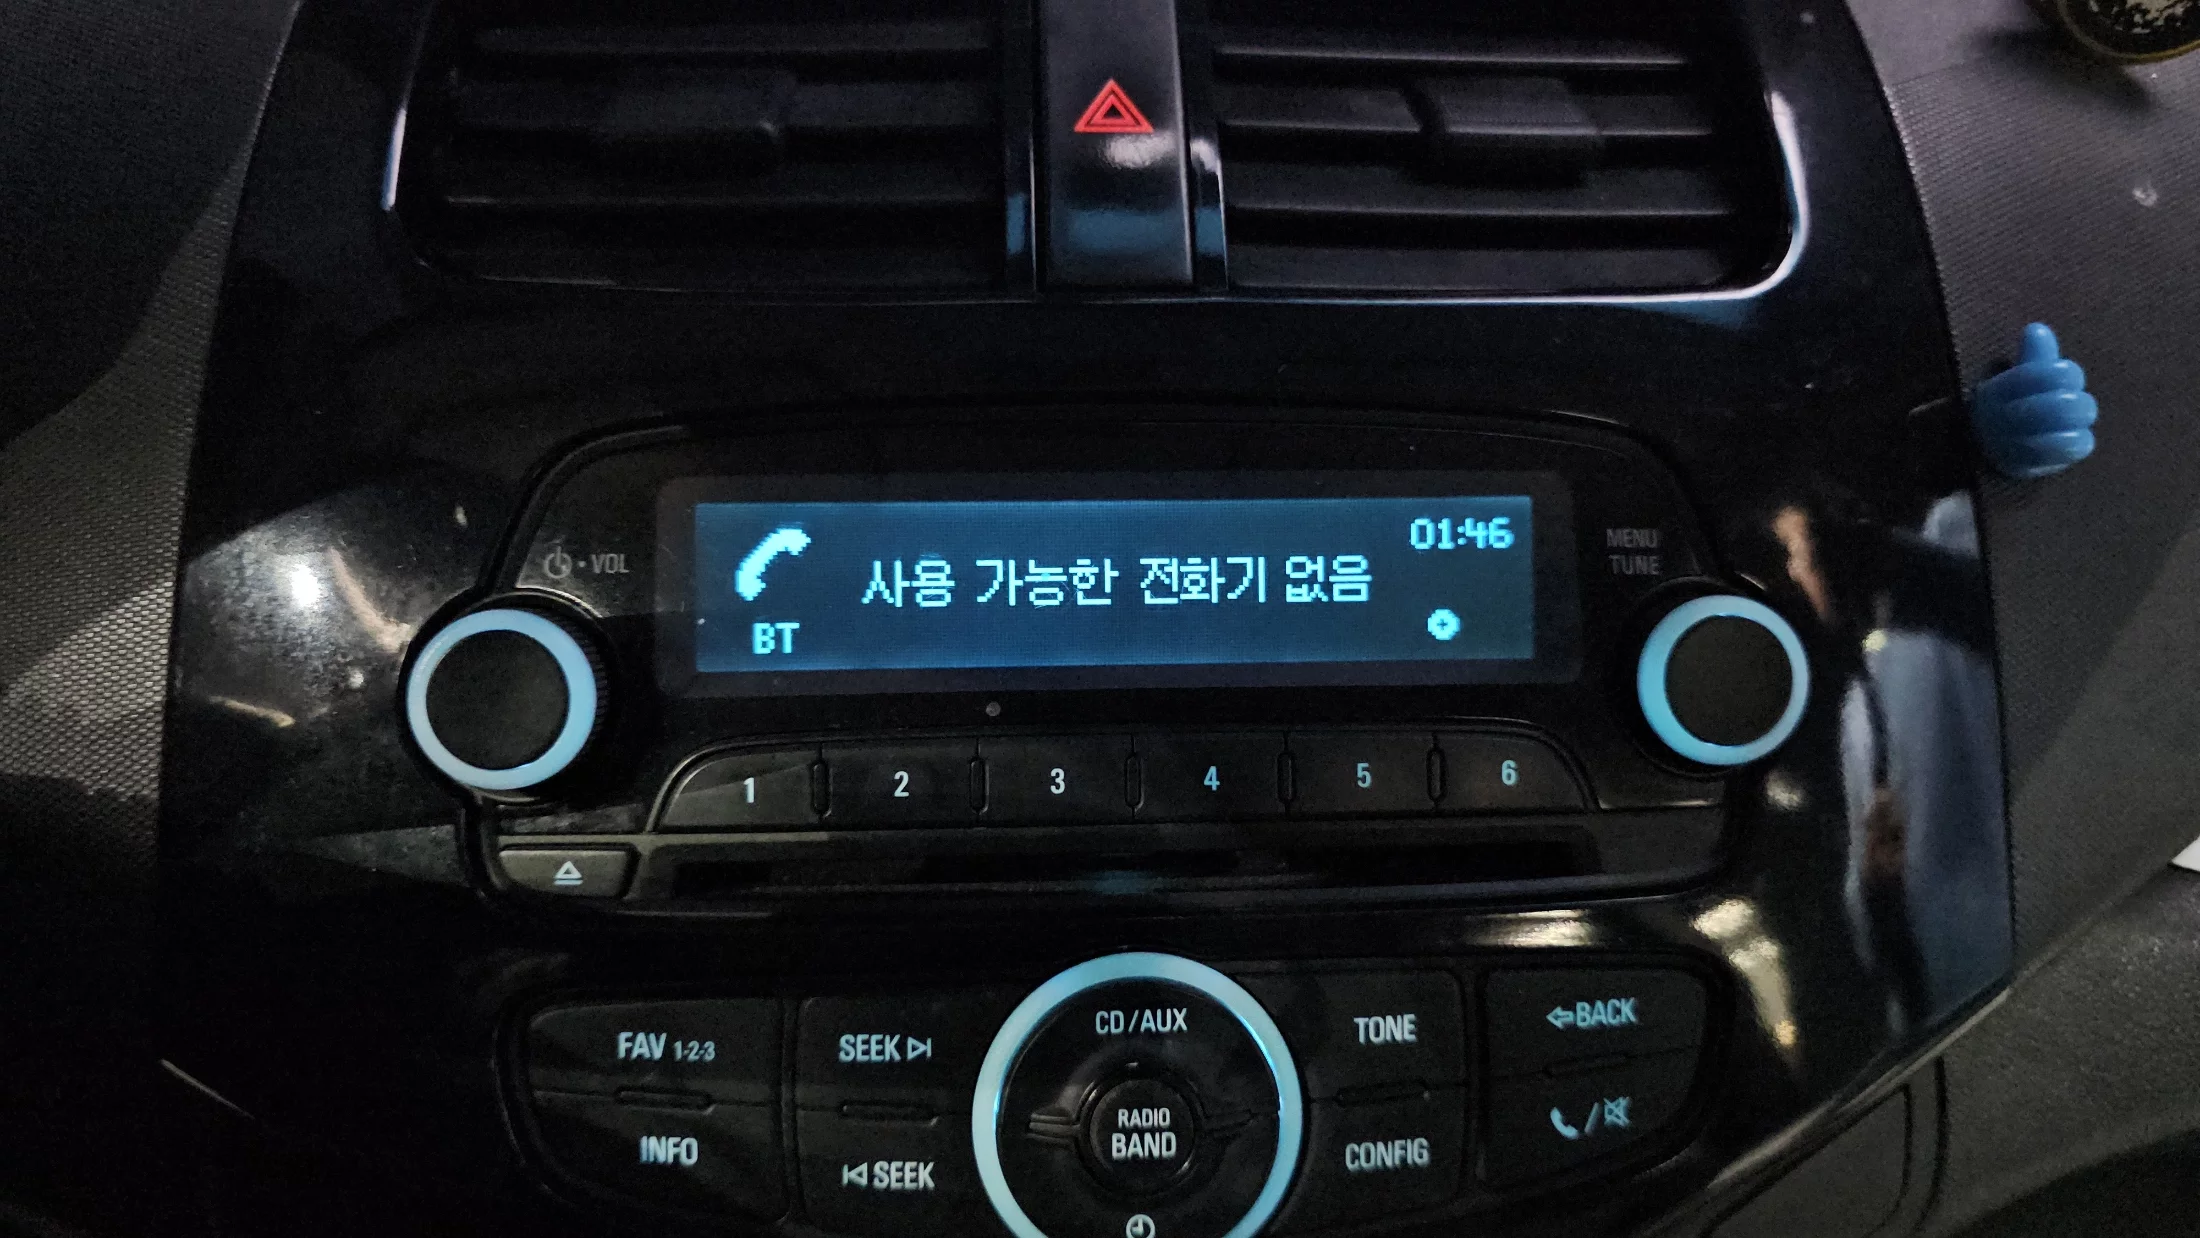 01:46
사용 가능한 전화기 없음
BT
VOL
MENU
TUNE
1 2 3 4 5 6
FAV 1-2-3
SEEK
CD/AUX
TONE
BACK
INFO
SEEK
RADIO
BAND
CONFIG